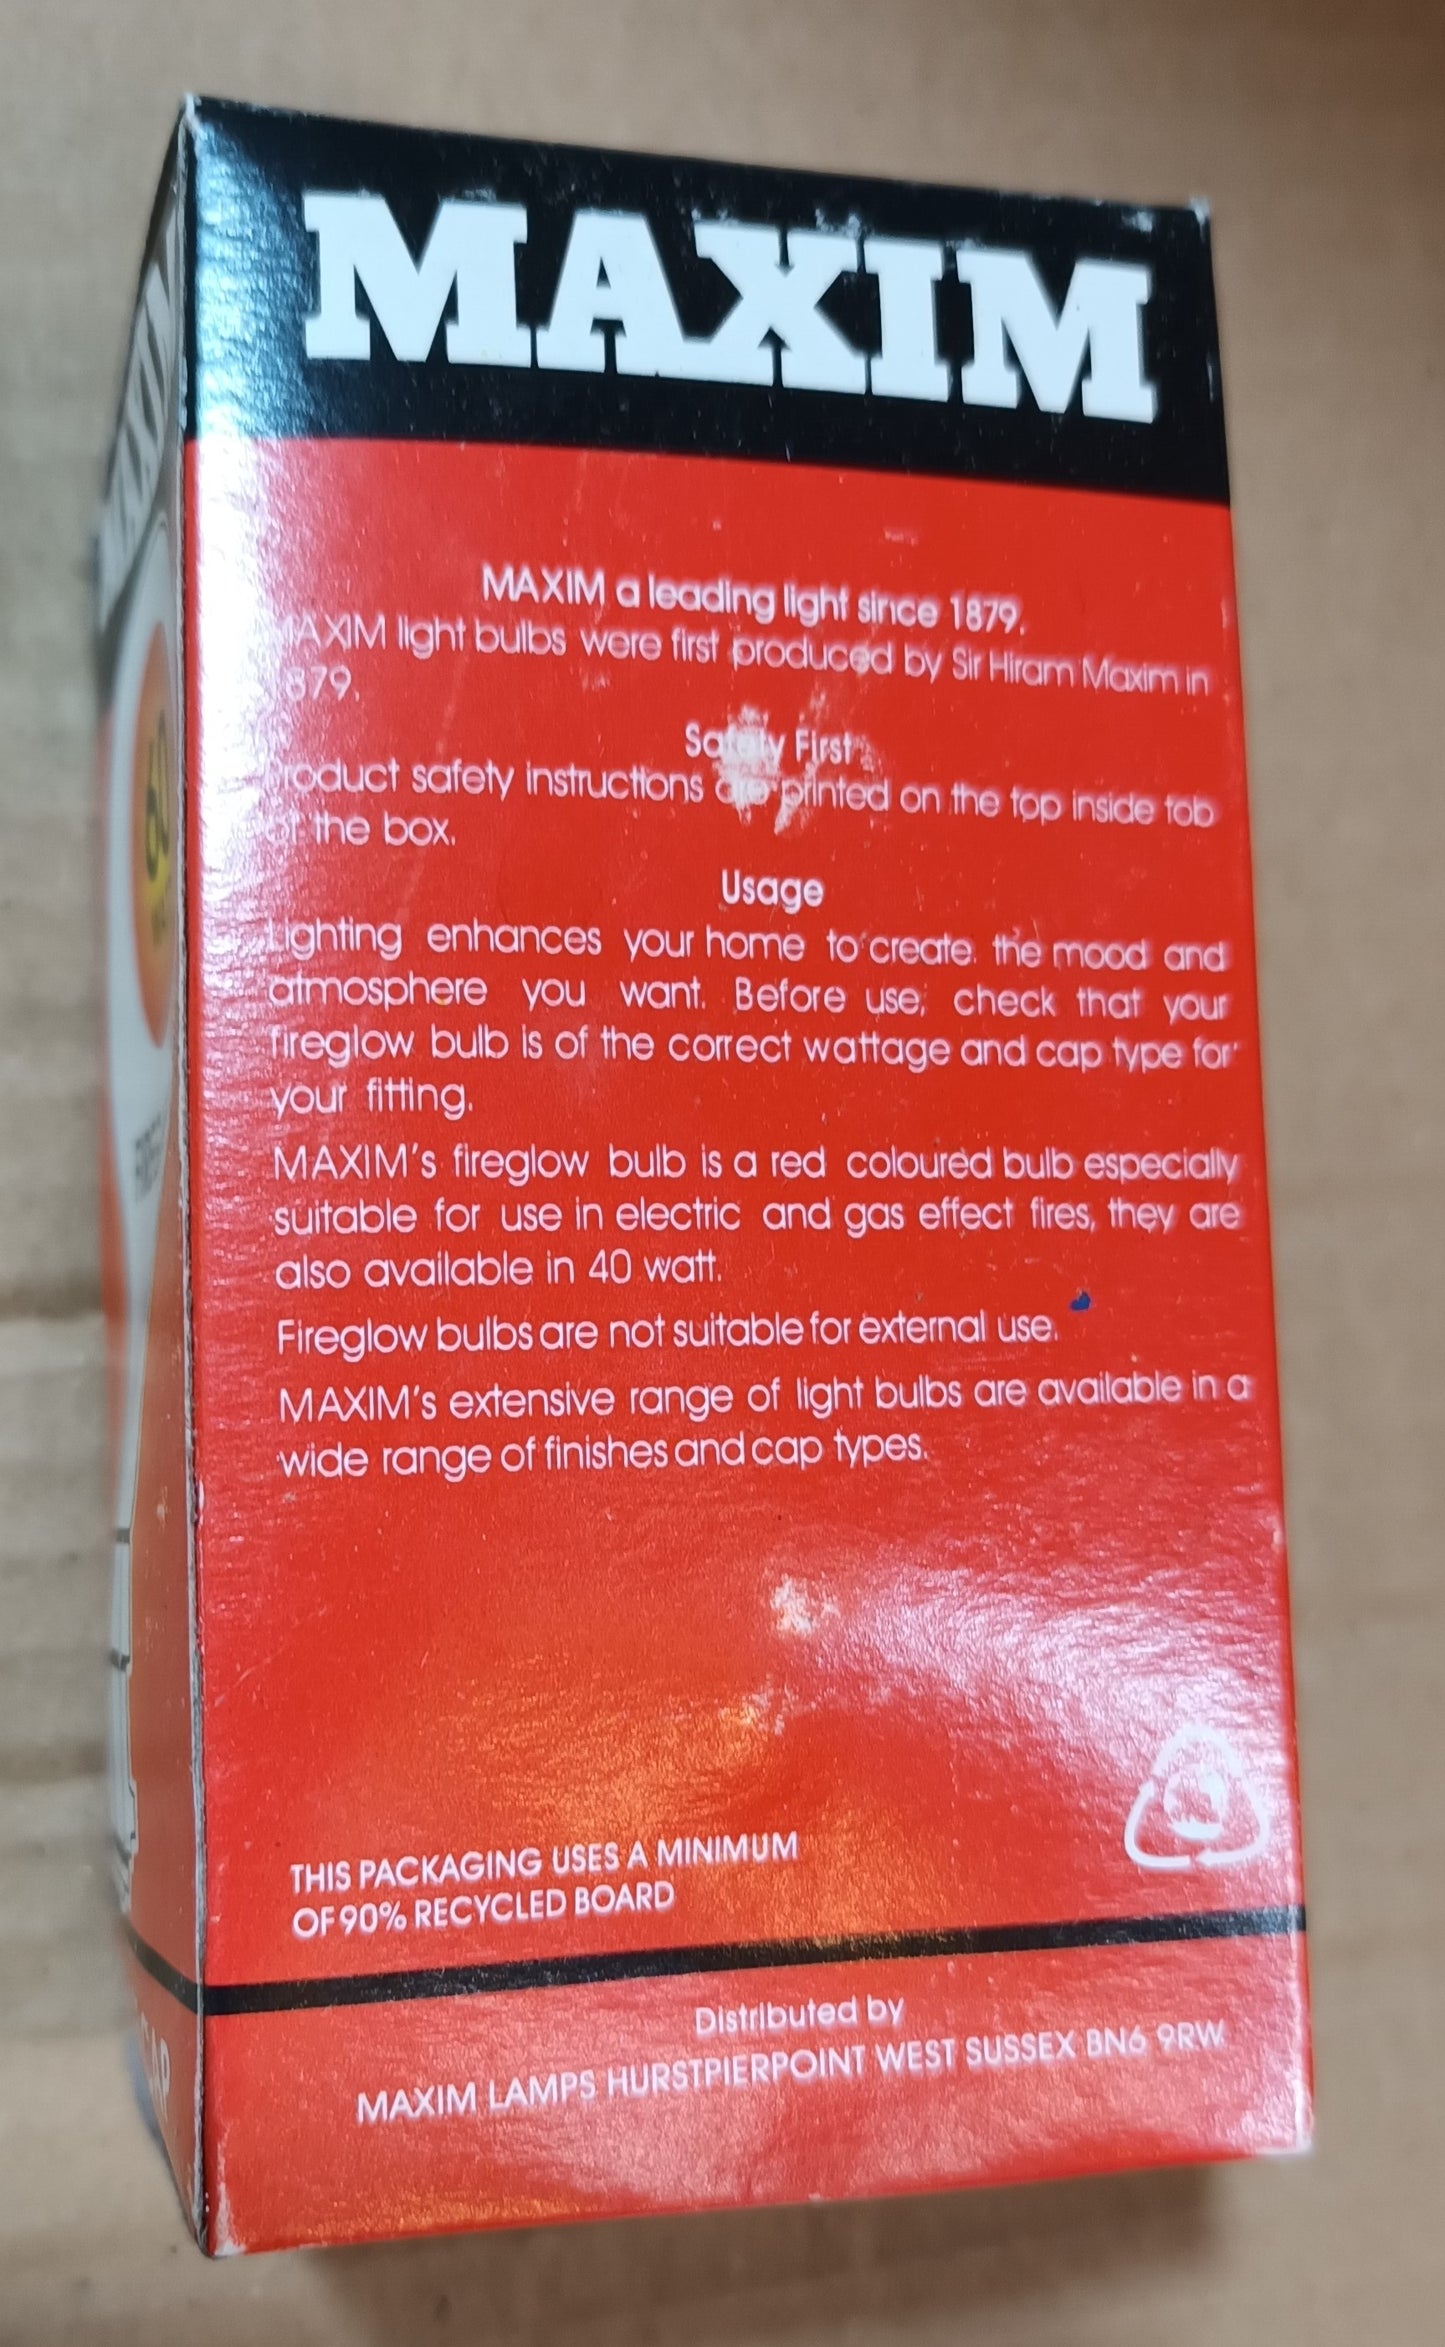 MAXIM
MAXIM a leading light since 1879.
MAXIM light bulbs were first produced by Sir Hiram Maxim in
1879.
Safety First
Product safety instructions are printed on the top inside tab
of the box.
Usage
Lighting enhances your home to create the mood and
atmosphere you want. Before use, check that your
fireglow bulb is of the correct wattage and cap type for
your fitting.
MAXIM's fireglow bulb is a red coloured bulb especially
suitable for use in electric and gas effect fires, they are
also available in 40 watt.
Fireglow bulbs are not suitable for external use.
MAXIM's extensive range of light bulbs are available in a
wide range of finishes and cap types.
THIS PACKAGING USES A MINIMUM
OF 90% RECYCLED BOARD
Distributed by
MAXIM LAMPS HURSTPIERPOINT WEST SUSSEX BN6 9RW
MAXIM
60
CAP